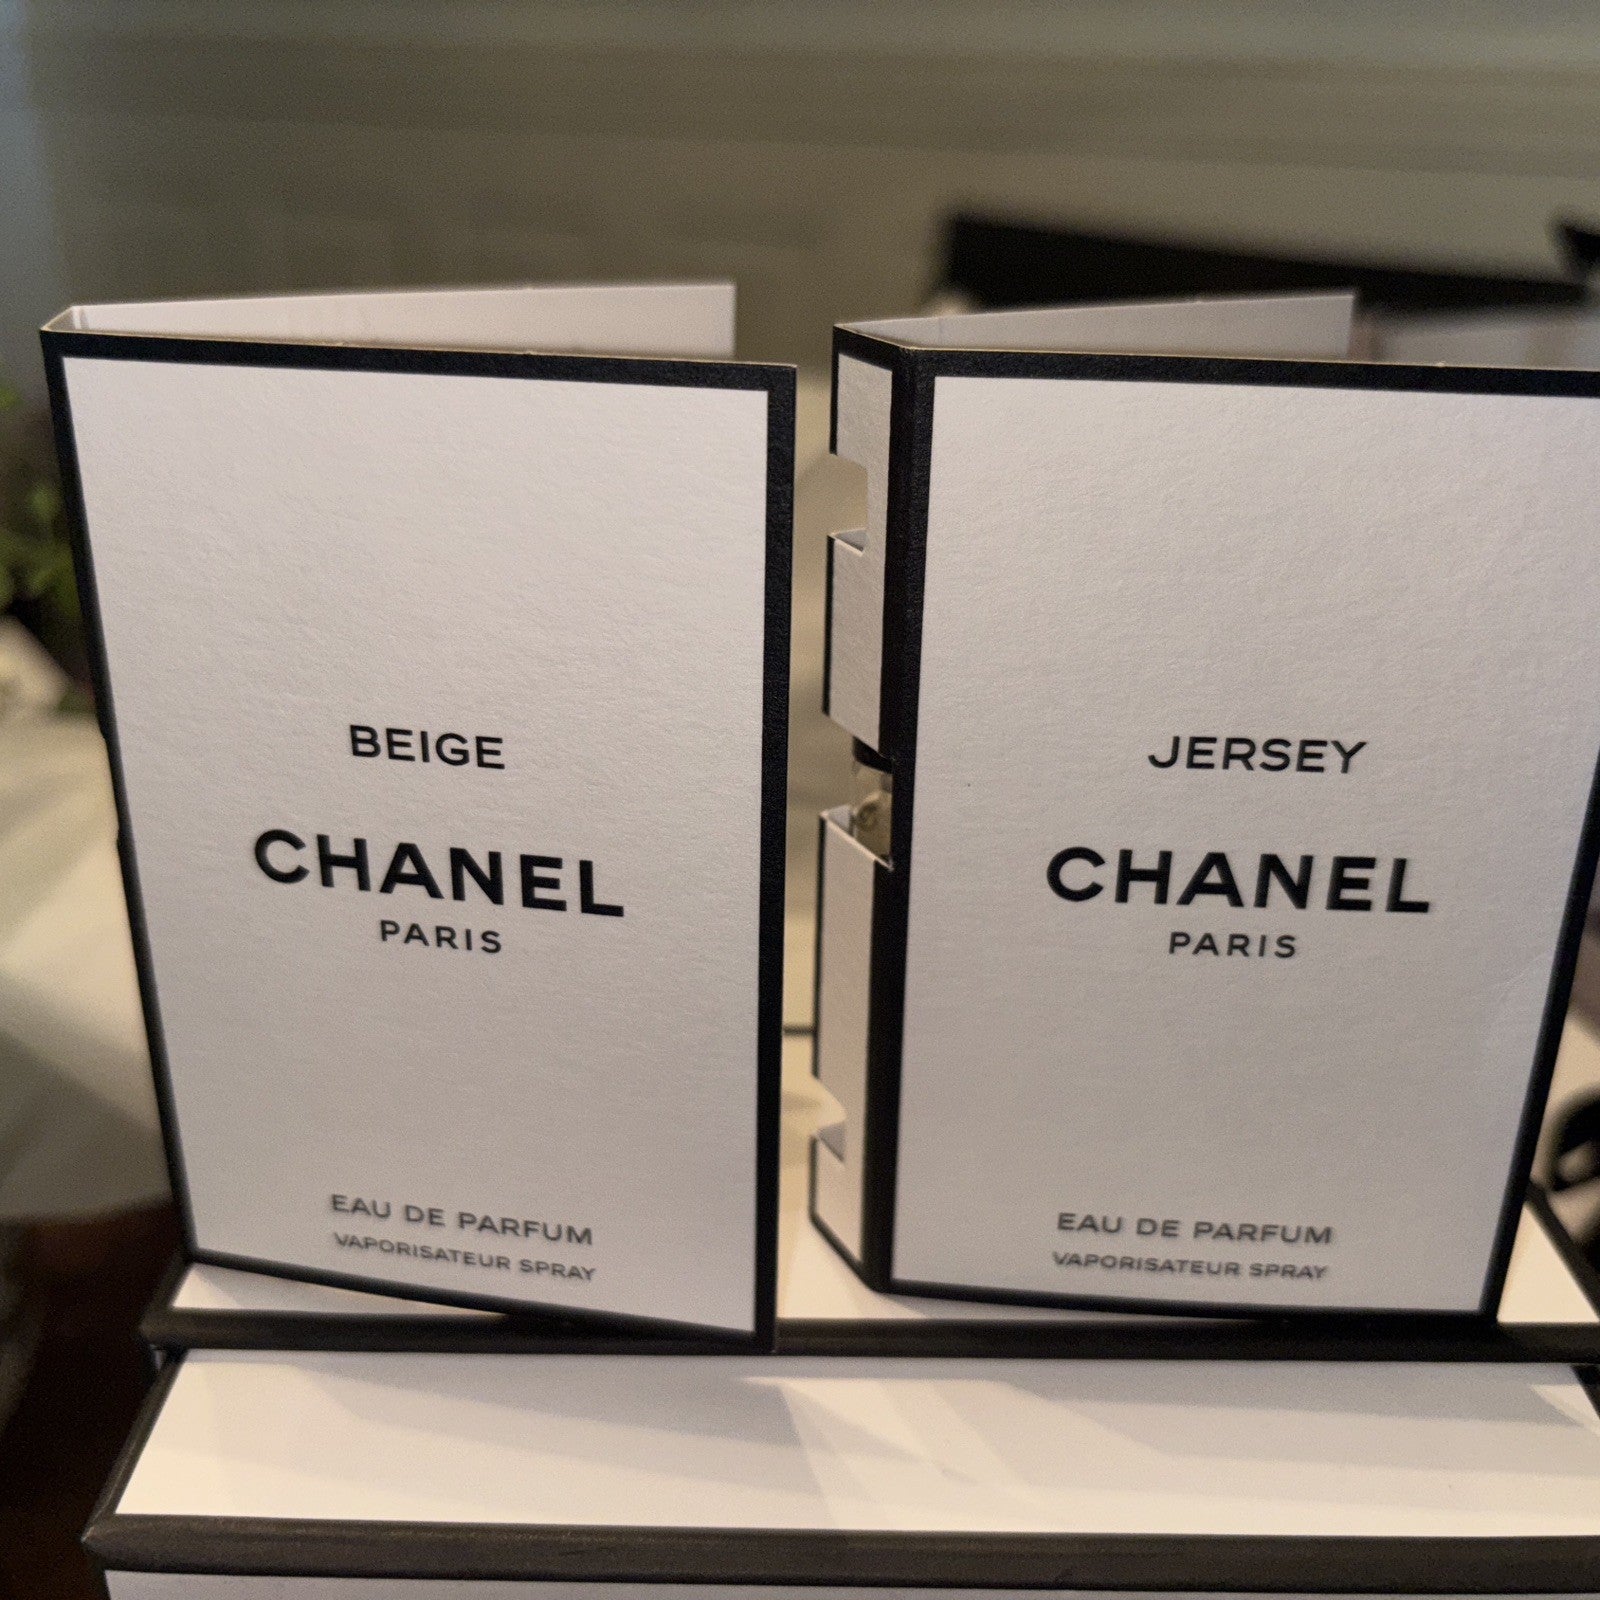 BEIGE
CHANEL
PARIS
EAU DE PARFUM
VAPORISATEUR SPRAY
JERSEY
CHANEL
PARIS
EAU DE PARFUM
VAPORISATEUR SPRAY